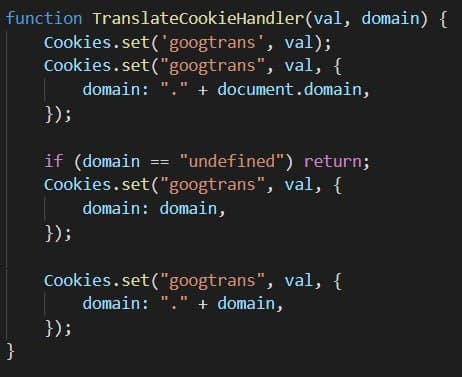 function TranslateCookieHandler(val, domain) {
    Cookies.set('googtrans', val);
    Cookies.set("googtrans", val, {
        domain: "." + document.domain,
    });

    if (domain == "undefined") return;
    Cookies.set("googtrans", val, {
        domain: domain,
    });

    Cookies.set("googtrans", val, {
        domain: "." + domain,
    });
}